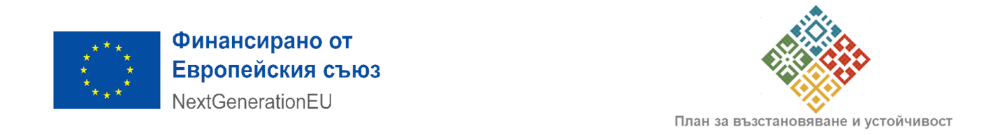 Финансирано от
Европейския съюз
NextGenerationEU
План за възстановяване и устойчивост